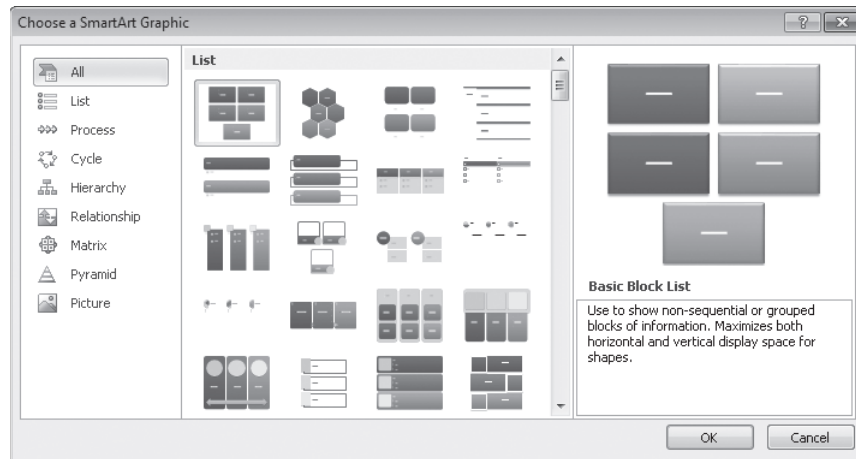 Choose a SmartArt Graphic
All
List
Process
Cycle
Hierarchy
Relationship
Matrix
Pyramid
Picture
List
Basic Block List
Use to show non-sequential or grouped
blocks of information. Maximizes both
horizontal and vertical display space for
shapes.
OK
Cancel